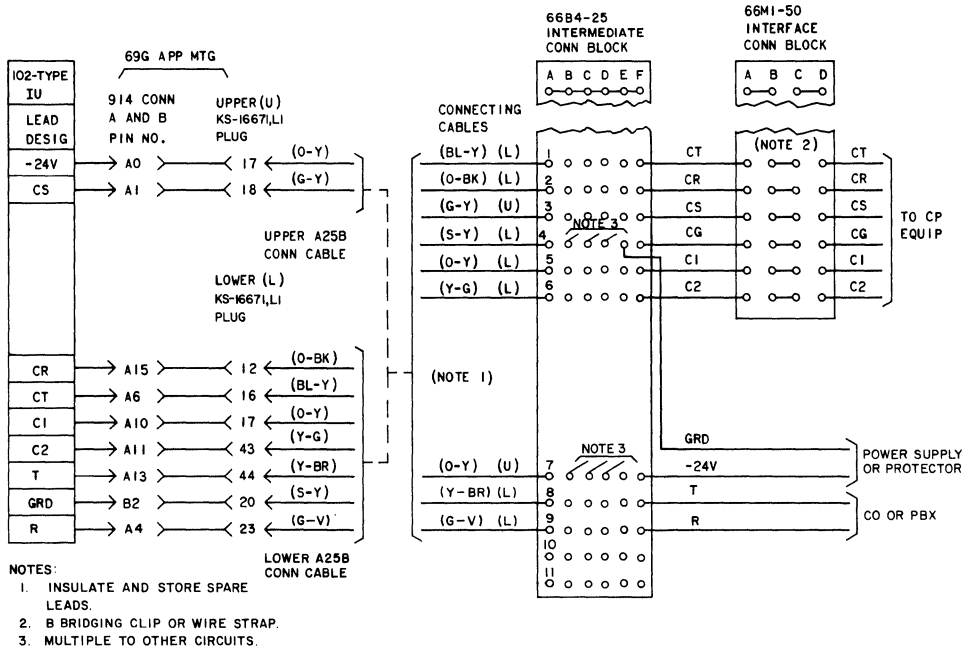 66B4-25
INTERMEDIATE
CONN BLOCK
66M1-50
INTERFACE
CONN BLOCK
69G APP MTG
102-TYPE
IU
LEAD
DESIG
914 CONN
A AND B
PIN NO.
UPPER (U)
KS-16671,L1
PLUG
A B C D E F
A B C D
CONNECTING
CABLES
(NOTE 2)
-24V A0 17 (O-Y)
CS A1 18 (G-Y)
(BL-Y) (L) 1 CT CT
(O-BK) (L) 2 CR CR
(G-Y) (U) 3 CS CS
NOTE 3
(S-Y) (L) 4 CG CG
(O-Y) (L) 5 C1 C1
(Y-G) (L) 6 C2 C2
TO CP
EQUIP
UPPER A25B
CONN CABLE
LOWER (L)
KS-16671,L1
PLUG
CR A15 12 (O-BK)
CT A6 16 (BL-Y)
C1 A10 17 (O-Y)
C2 A11 43 (Y-G)
T A13 44 (Y-BR)
GRD B2 20 (S-Y)
R A4 23 (G-V)
LOWER A25B
CONN CABLE
(NOTE 1)
NOTE 3
GRD
(O-Y) (U) 7 -24V
(Y-BR) (L) 8 T
(G-V) (L) 9 R
10
11
POWER SUPPLY
OR PROTECTOR
CO OR PBX
NOTES:
1. INSULATE AND STORE SPARE
LEADS.
2. B BRIDGING CLIP OR WIRE STRAP.
3. MULTIPLE TO OTHER CIRCUITS.